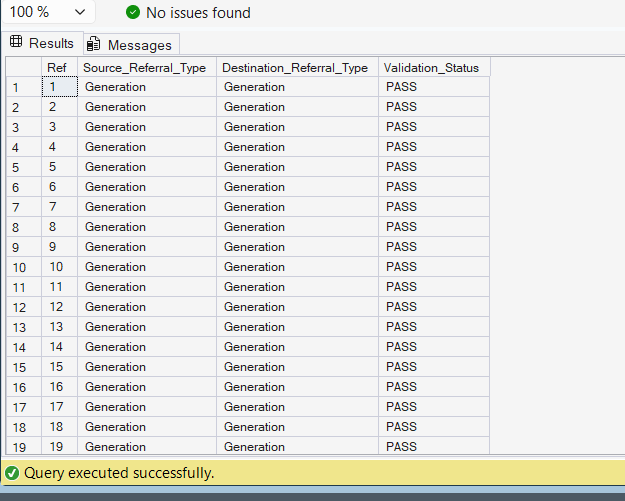 100 % No issues found
Results Messages
Ref Source_Referral_Type Destination_Referral_Type Validation_Status
1 1 Generation Generation PASS
2 2 Generation Generation PASS
3 3 Generation Generation PASS
4 4 Generation Generation PASS
5 5 Generation Generation PASS
6 6 Generation Generation PASS
7 7 Generation Generation PASS
8 8 Generation Generation PASS
9 9 Generation Generation PASS
10 10 Generation Generation PASS
11 11 Generation Generation PASS
12 12 Generation Generation PASS
13 13 Generation Generation PASS
14 14 Generation Generation PASS
15 15 Generation Generation PASS
16 16 Generation Generation PASS
17 17 Generation Generation PASS
18 18 Generation Generation PASS
19 19 Generation Generation PASS
Query executed successfully.